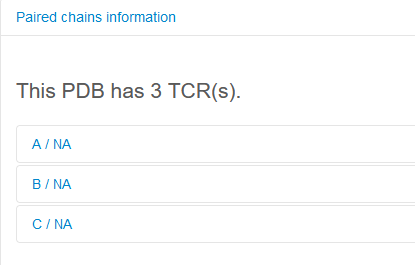 Paired chains information
This PDB has 3 TCR(s).
A / NA
B / NA
C / NA